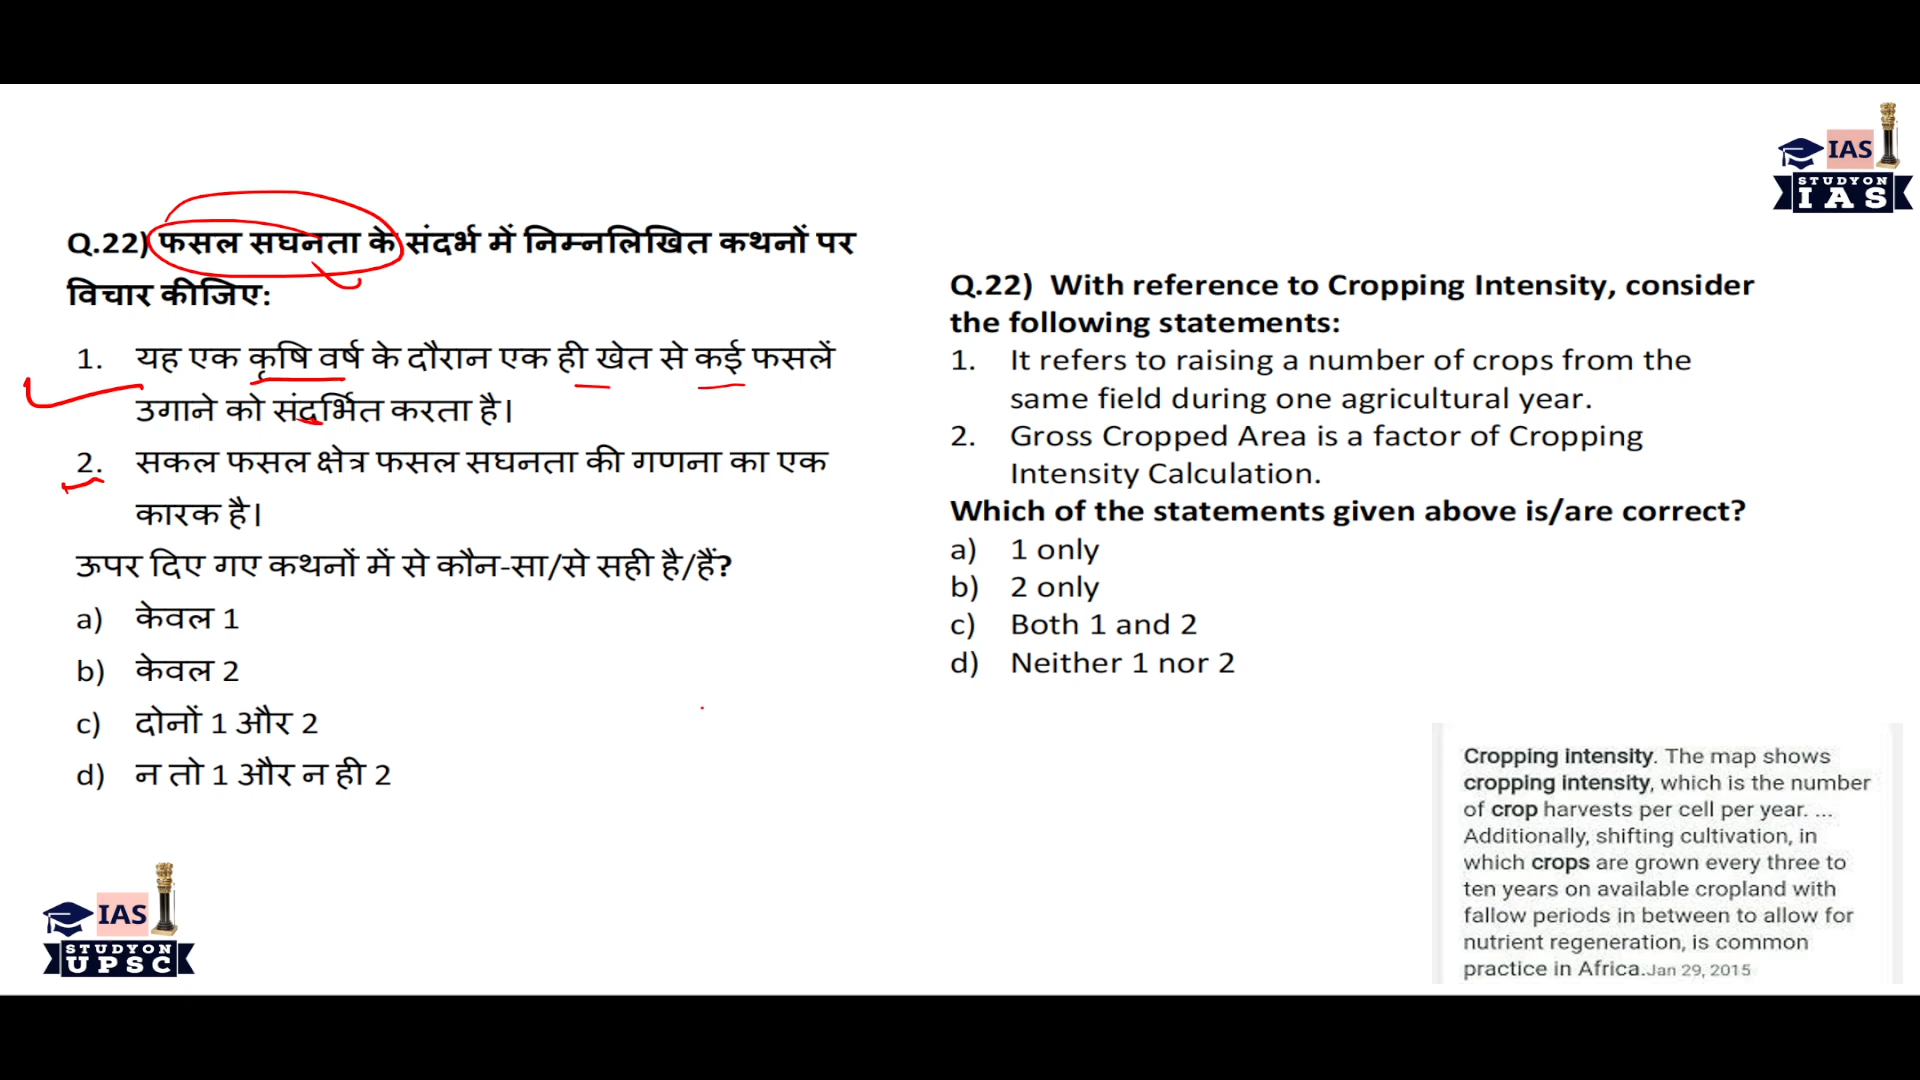 IAS
STUDYON
IAS
Q.22) फसल सघनता के संदर्भ में निम्नलिखित कथनों पर
विचार कीजिए:
1. यह एक कृषि वर्ष के दौरान एक ही खेत से कई फसलें
उगाने को संदर्भित करता है।
2. सकल फसल क्षेत्र फसल सघनता की गणना का एक
कारक है।
ऊपर दिए गए कथनों में से कौन-सा/से सही है/हैं?
a) केवल 1
b) केवल 2
c) दोनों 1 और 2
d) न तो 1 और न ही 2
Q.22) With reference to Cropping Intensity, consider
the following statements:
1. It refers to raising a number of crops from the
same field during one agricultural year.
2. Gross Cropped Area is a factor of Cropping
Intensity Calculation.
Which of the statements given above is/are correct?
a) 1 only
b) 2 only
c) Both 1 and 2
d) Neither 1 nor 2
Cropping intensity. The map shows
cropping intensity, which is the number
of crop harvests per cell per year. ...
Additionally, shifting cultivation, in
which crops are grown every three to
ten years on available cropland with
fallow periods in between to allow for
nutrient regeneration, is common
practice in Africa.Jan 29, 2015
IAS
STUDYON
UPSC